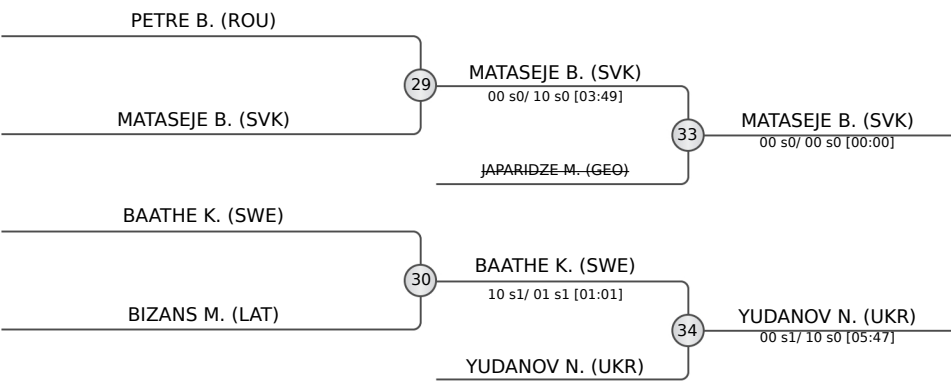 PETRE B. (ROU)
29
MATASEJE B. (SVK)
MATASEJE B. (SVK)
00 s0/ 10 s0 [03:49]
33
JAPARIDZE M. (GEO)
MATASEJE B. (SVK)
00 s0/ 00 s0 [00:00]
BAATHE K. (SWE)
30
BIZANS M. (LAT)
BAATHE K. (SWE)
10 s1/ 01 s1 [01:01]
34
YUDANOV N. (UKR)
YUDANOV N. (UKR)
00 s1/ 10 s0 [05:47]